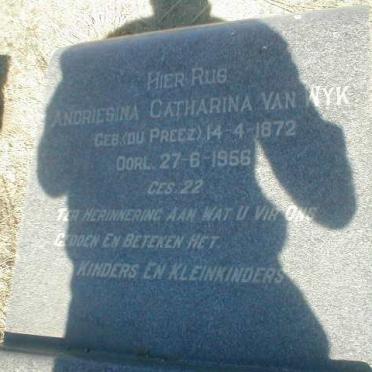 HIER RUS
ANDRIESINA CATHARINA VAN WYK
GEB.(DU PREEZ) 14-4-1872
OORL. 27-6-1956
GES. 22
TER HERINNERING AAN WAT U VIR ONS
GEDOEN EN BETEKEN HET.
KINDERS EN KLEINKINDERS